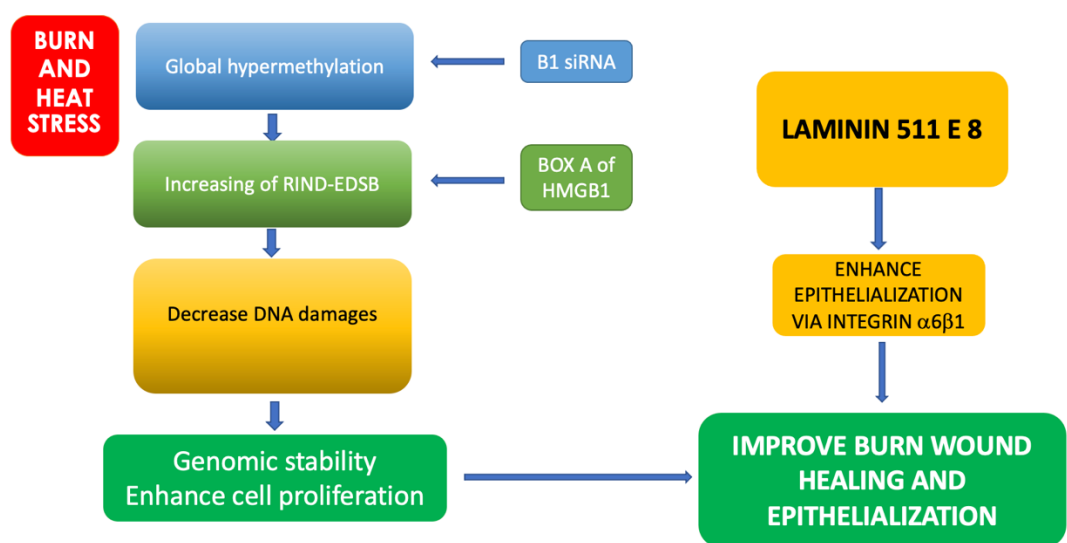 BURN
AND
HEAT
STRESS
Global hypermethylation
B1 siRNA
Increasing of RIND-EDSB
BOX A of
HMGB1
Decrease DNA damages
Genomic stability
Enhance cell proliferation
LAMININ 511 E 8
ENHANCE
EPITHELIALIZATION
VIA INTEGRIN α6β1
IMPROVE BURN WOUND
HEALING AND
EPITHELIALIZATION